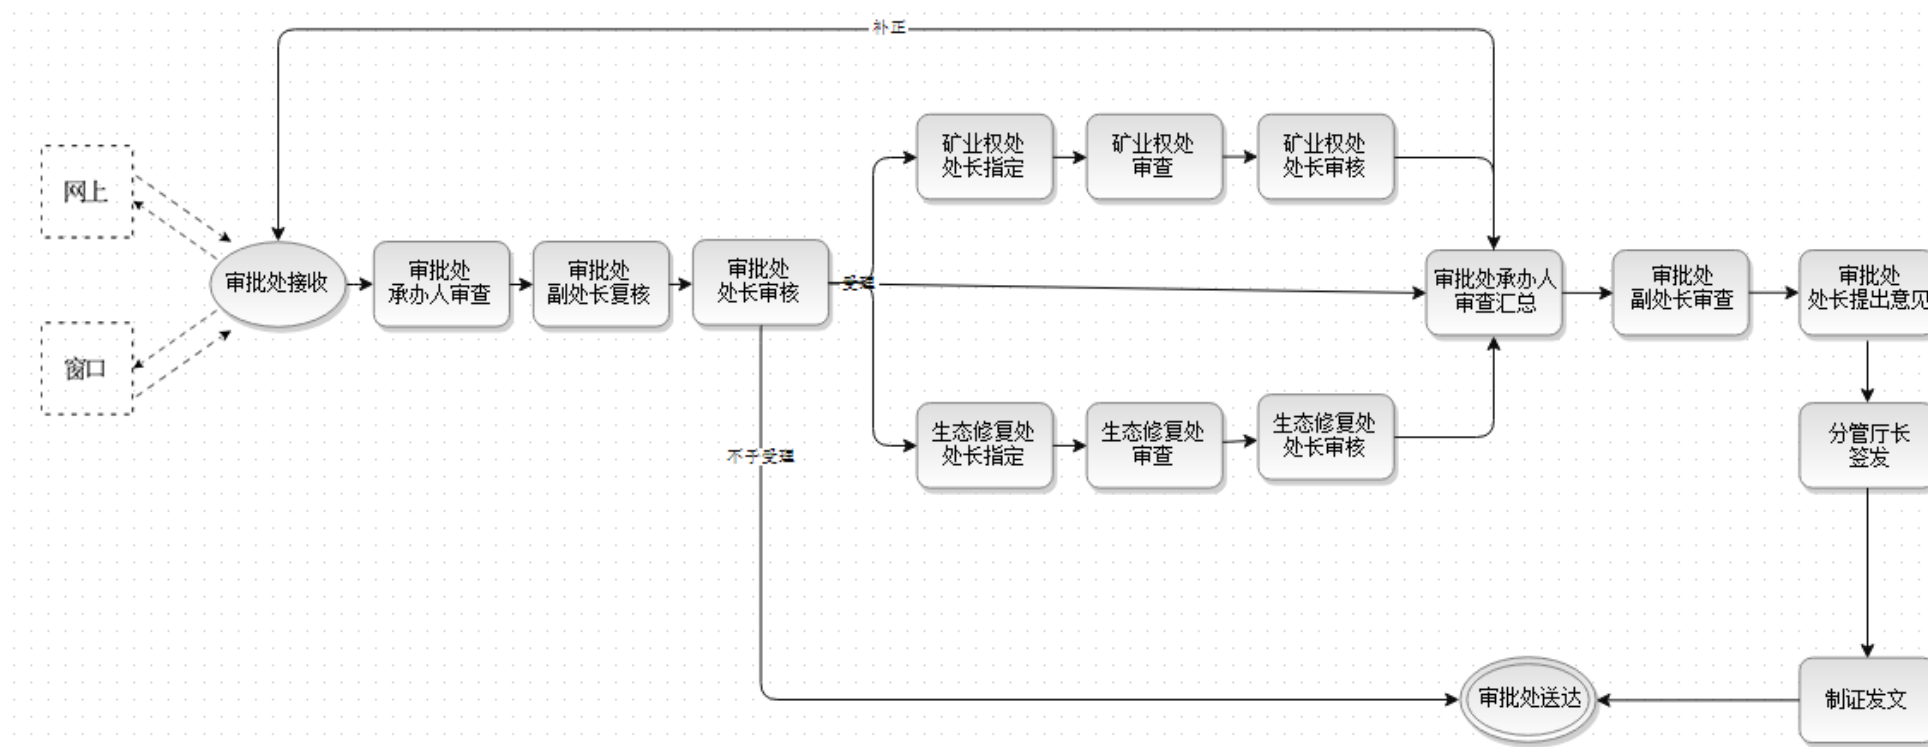 补正
矿业权处
处长指定
矿业权处
审查
矿业权处
处长审核
网上
审批处接收
审批处
承办人审查
审批处
副处长复核
审批处
处长审核
受理
审批处承办人
审查汇总
审批处
副处长审查
审批处
处长提出意见
窗口
生态修复处
处长指定
生态修复处
审查
生态修复处
处长审核
分管厅长
签发
不予受理
审批处送达
制证发文